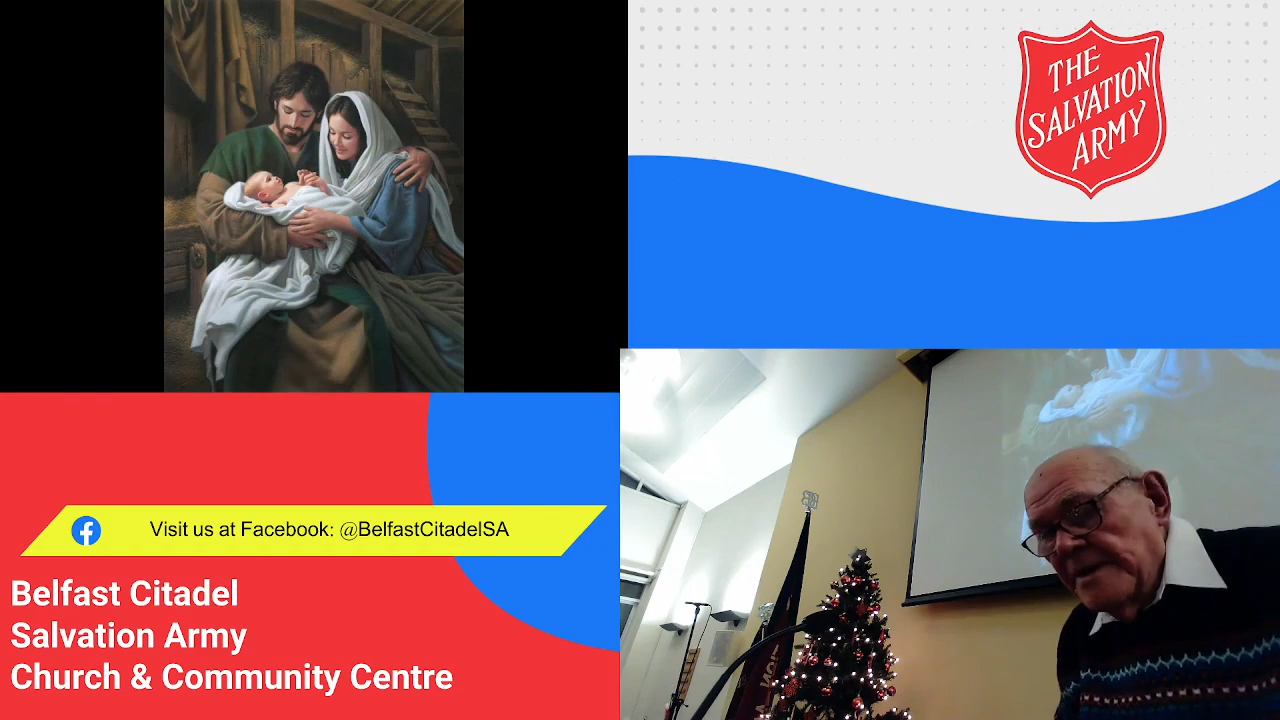 THE
SALVATION
ARMY
Visit us at Facebook: @BelfastCitadelSA
Belfast Citadel
Salvation Army
Church & Community Centre